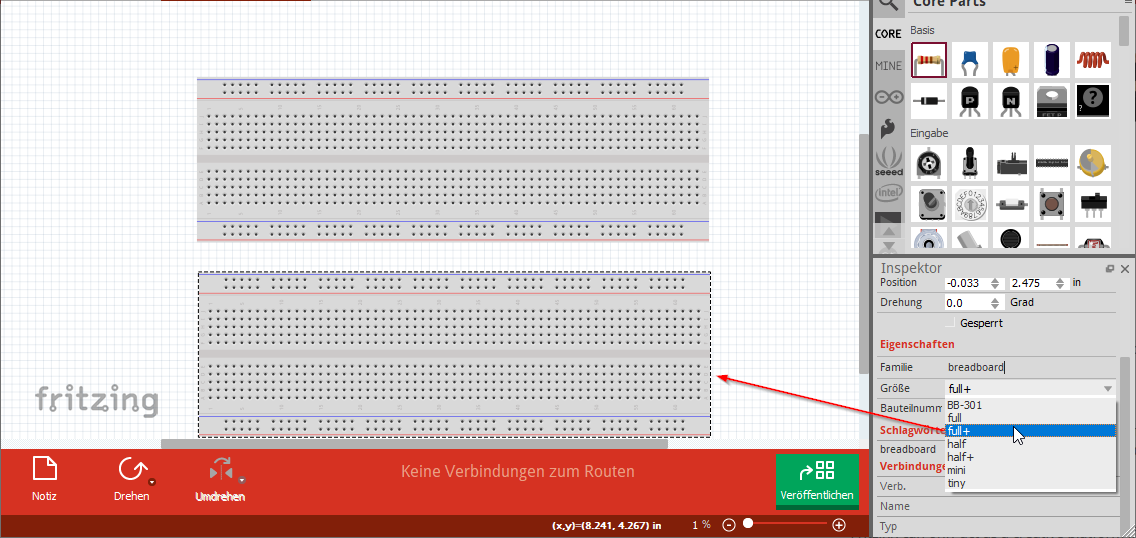 Core Parts
CORE
MINE
seeed
intel
Basis
P
N
?
?
Eingabe
fritzing
Inspektor
Position -0.033 2.475 in
Drehung 0.0 Grad
Gesperrt
Eigenschaften
Familie breadboard
Größe full+
BB-301
full
full+
half
half+
mini
tiny
Bauteilnumm
Schlagworte
breadboard
Verbindunge
Verb.
Name
Typ
Notiz
Drehen
Umdrehen
Keine Verbindungen zum Routen
Veröffentlichen
(x,y)=(8.241, 4.267) in 1 %